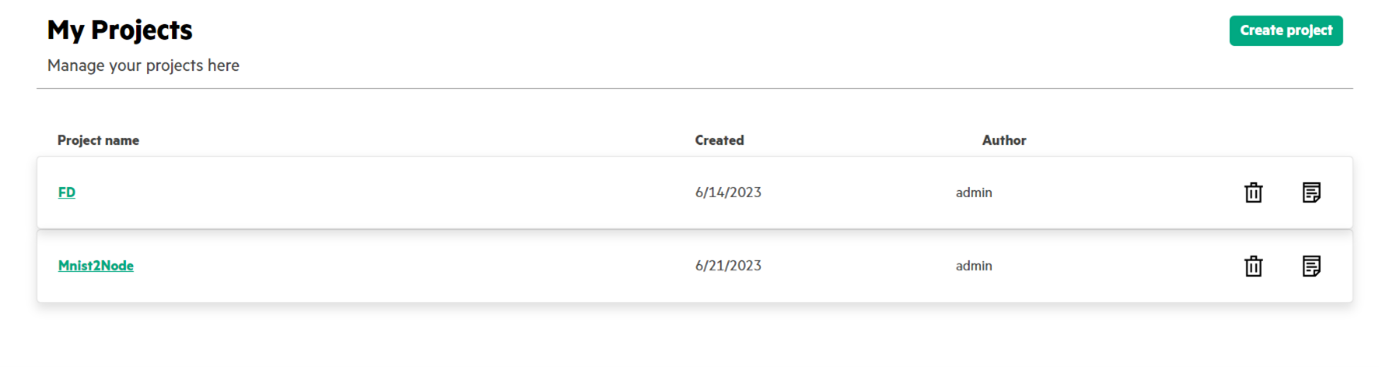 My Projects
Create project
Manage your projects here
Project name Created Author
FD 6/14/2023 admin
Mnist2Node 6/21/2023 admin